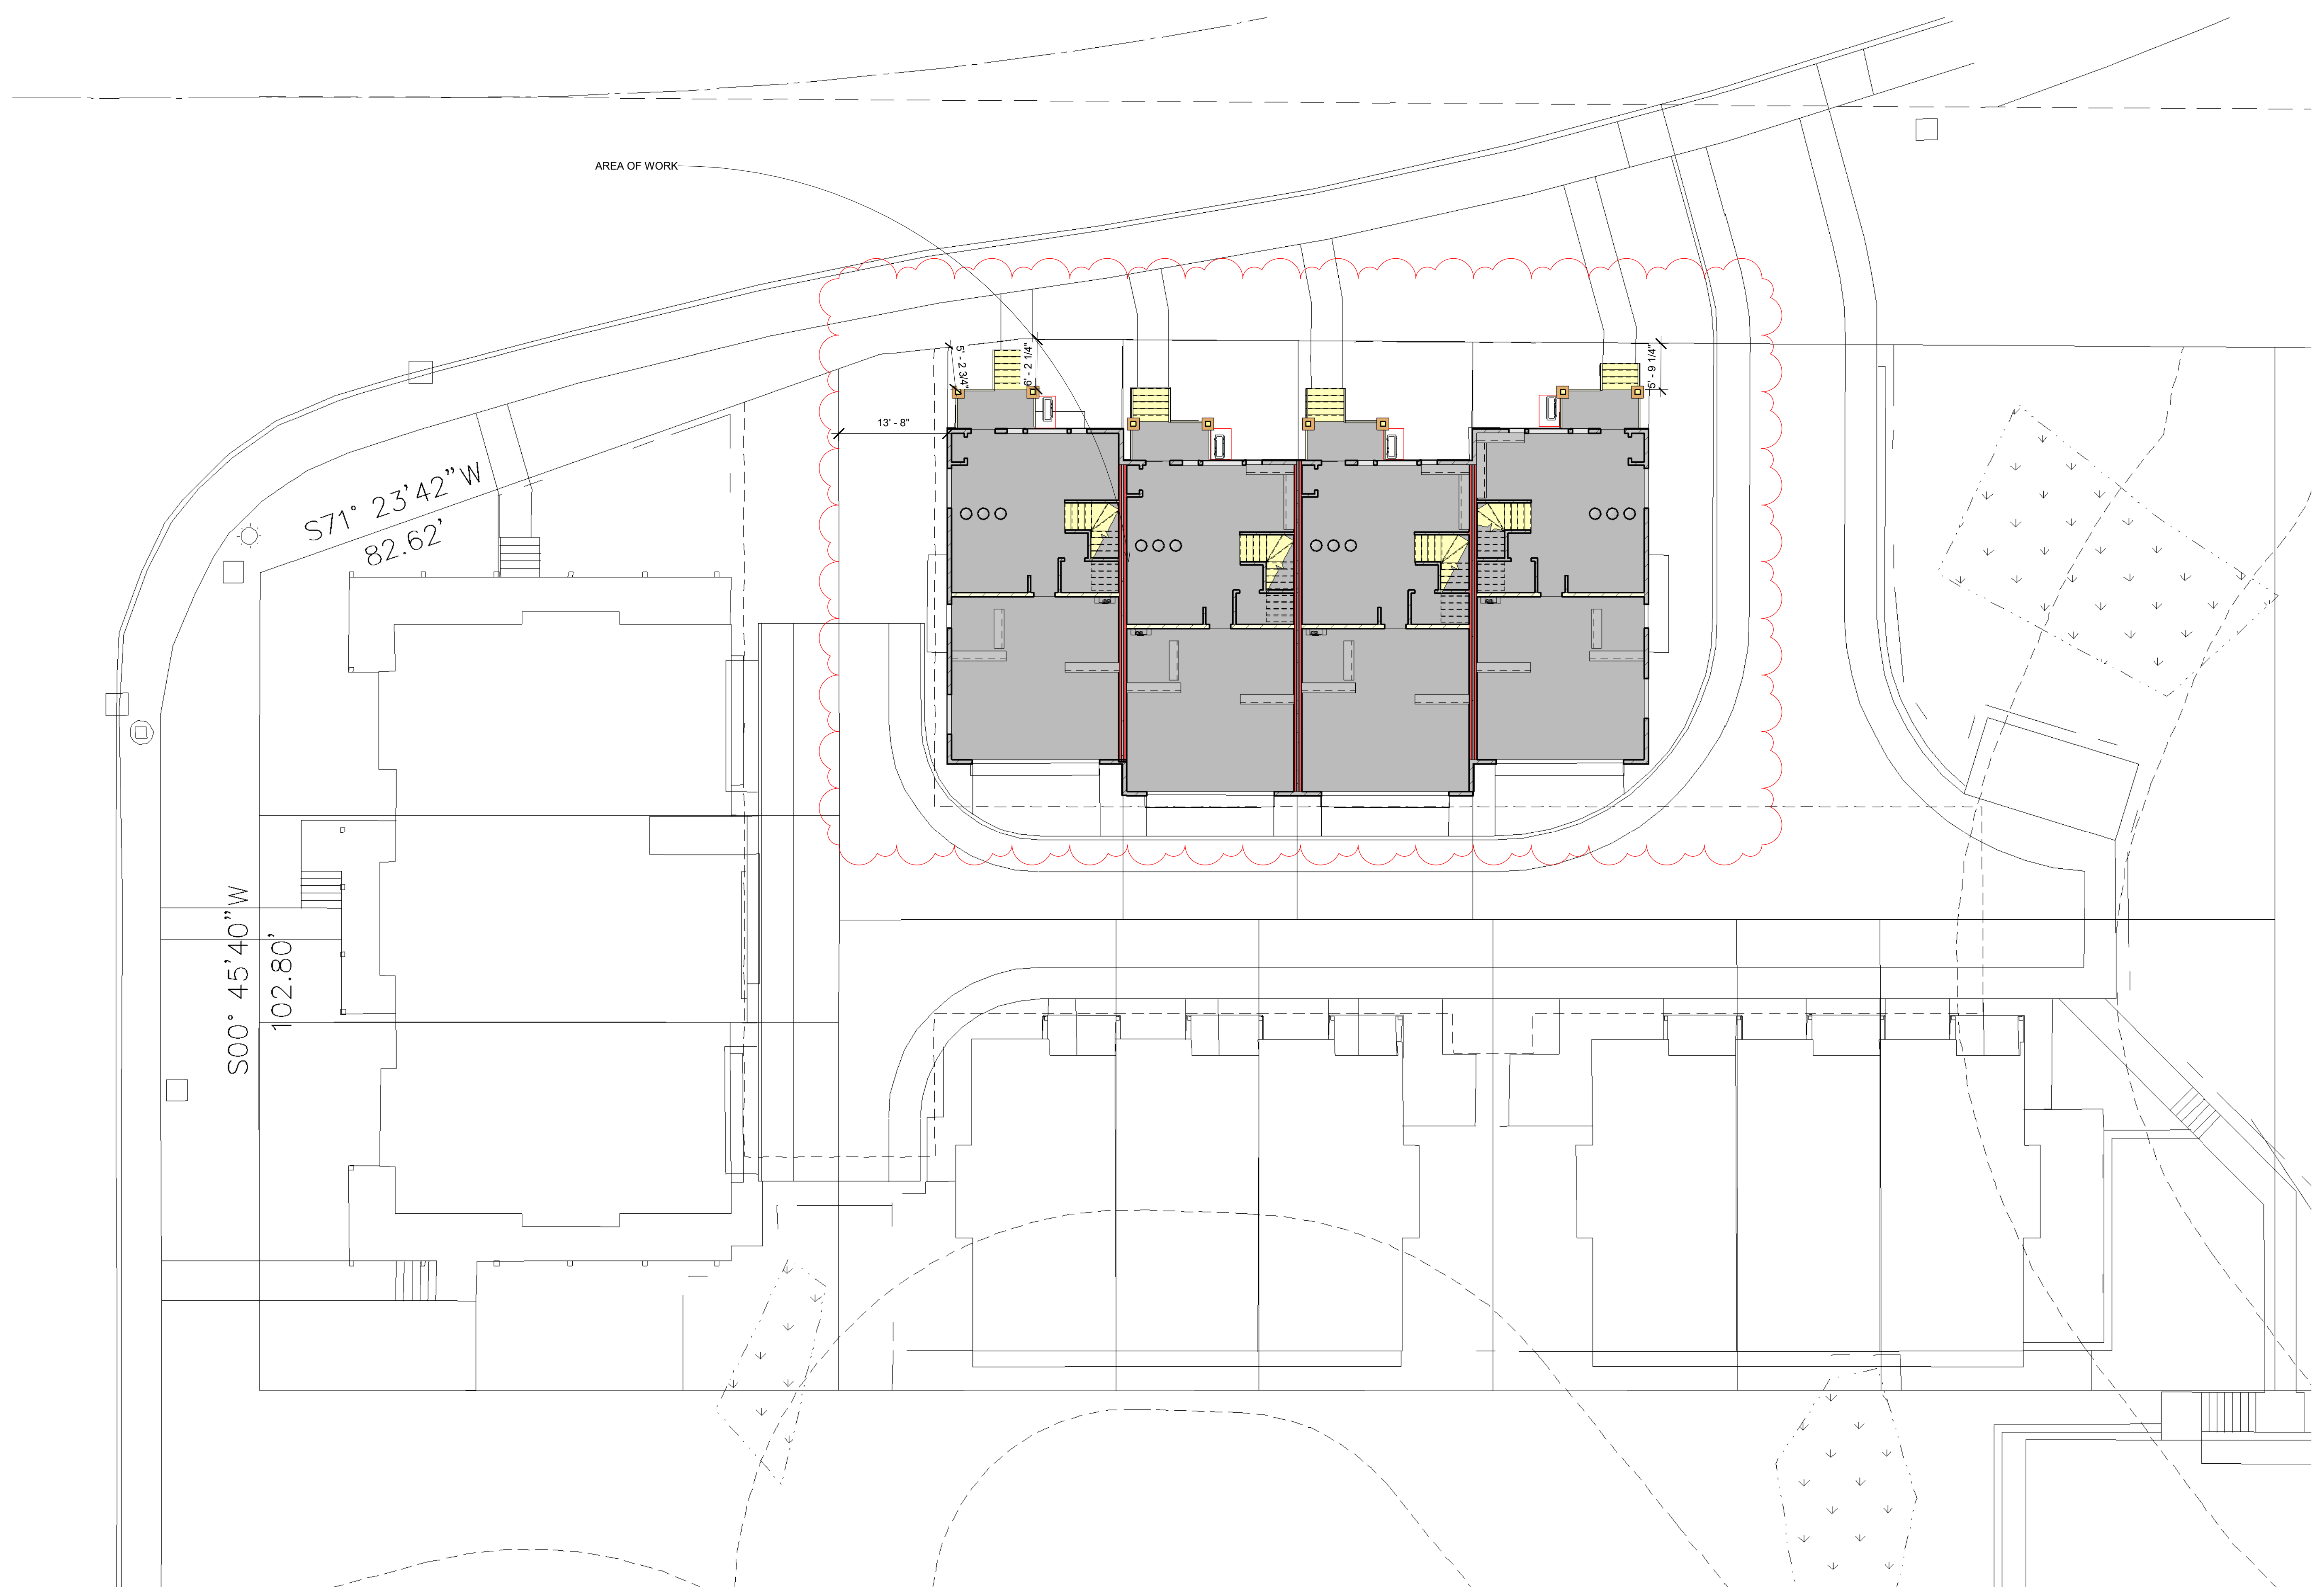 AREA OF WORK
5' - 2 3/4"
6' - 2 1/4"
5' - 9 1/4"
13' - 8"
S71° 23'42"W
82.62'
S00° 45'40"W
102.80'